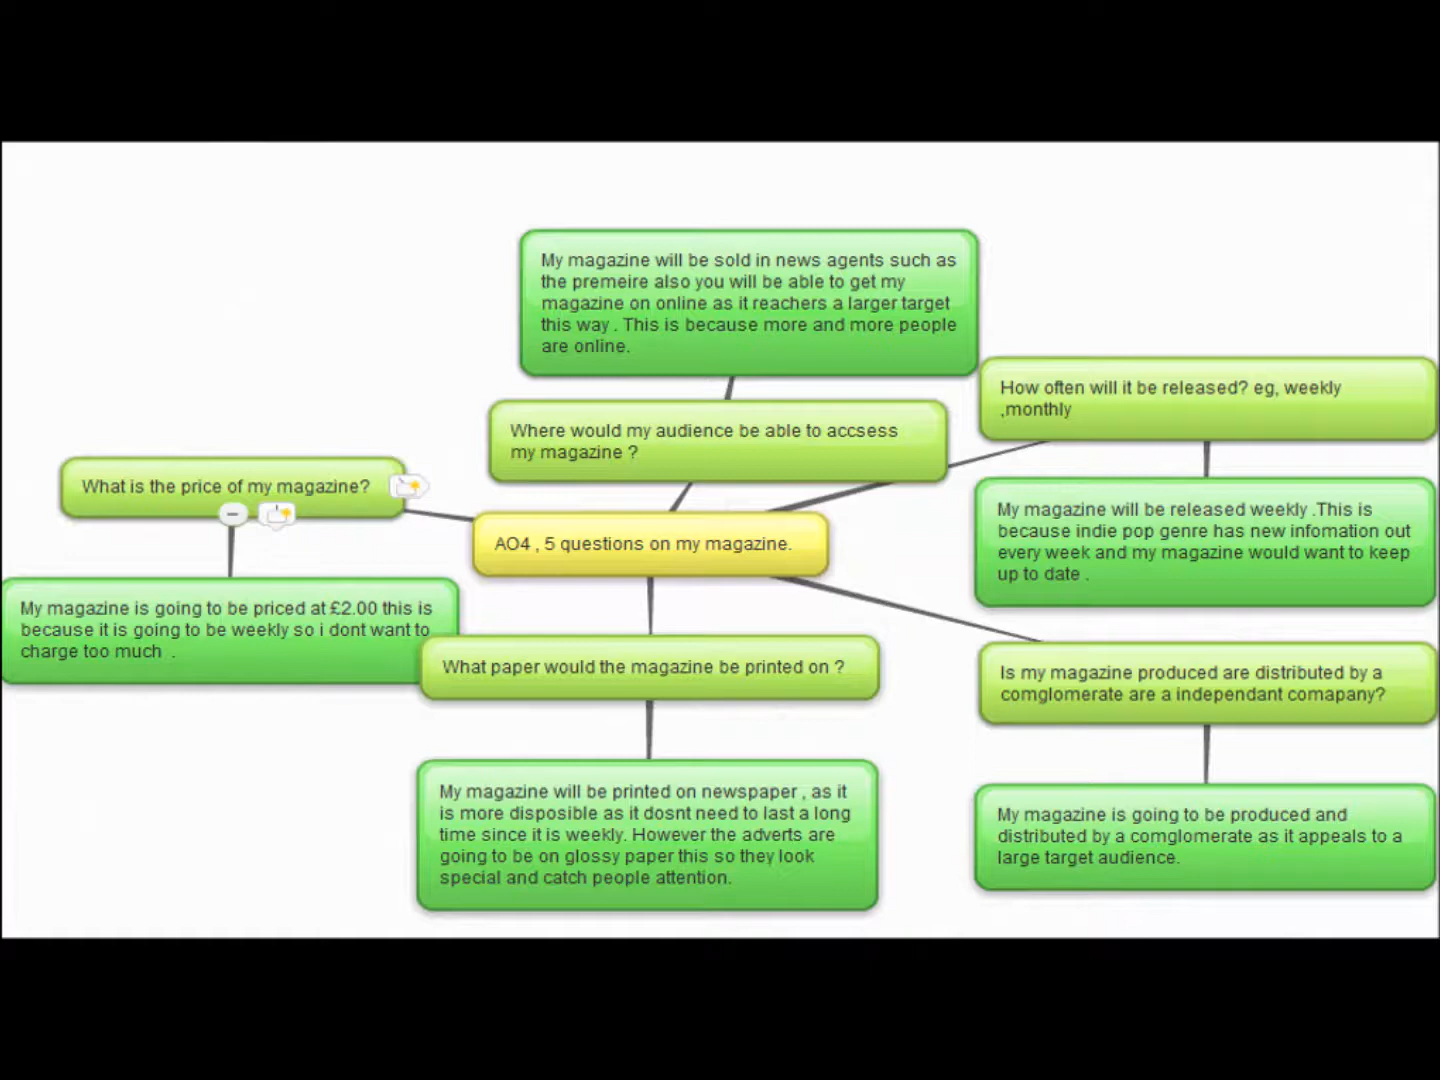 My magazine will be sold in news agents such as
the premeire also you will be able to get my
magazine on online as it reachers a larger target
this way . This is because more and more people
are online.
Where would my audience be able to accsess
my magazine ?
How often will it be released? eg, weekly
,monthly
My magazine will be released weekly .This is
because indie pop genre has new infomation out
every week and my magazine would want to keep
up to date .
What is the price of my magazine?
My magazine is going to be priced at £2.00 this is
because it is going to be weekly so i dont want to
charge too much .
AO4 , 5 questions on my magazine.
What paper would the magazine be printed on ?
My magazine will be printed on newspaper , as it
is more disposible as it dosnt need to last a long
time since it is weekly. However the adverts are
going to be on glossy paper this so they look
special and catch people attention.
Is my magazine produced are distributed by a
comglomerate are a independant comapany?
My magazine is going to be produced and
distributed by a comglomerate as it appeals to a
large target audience.